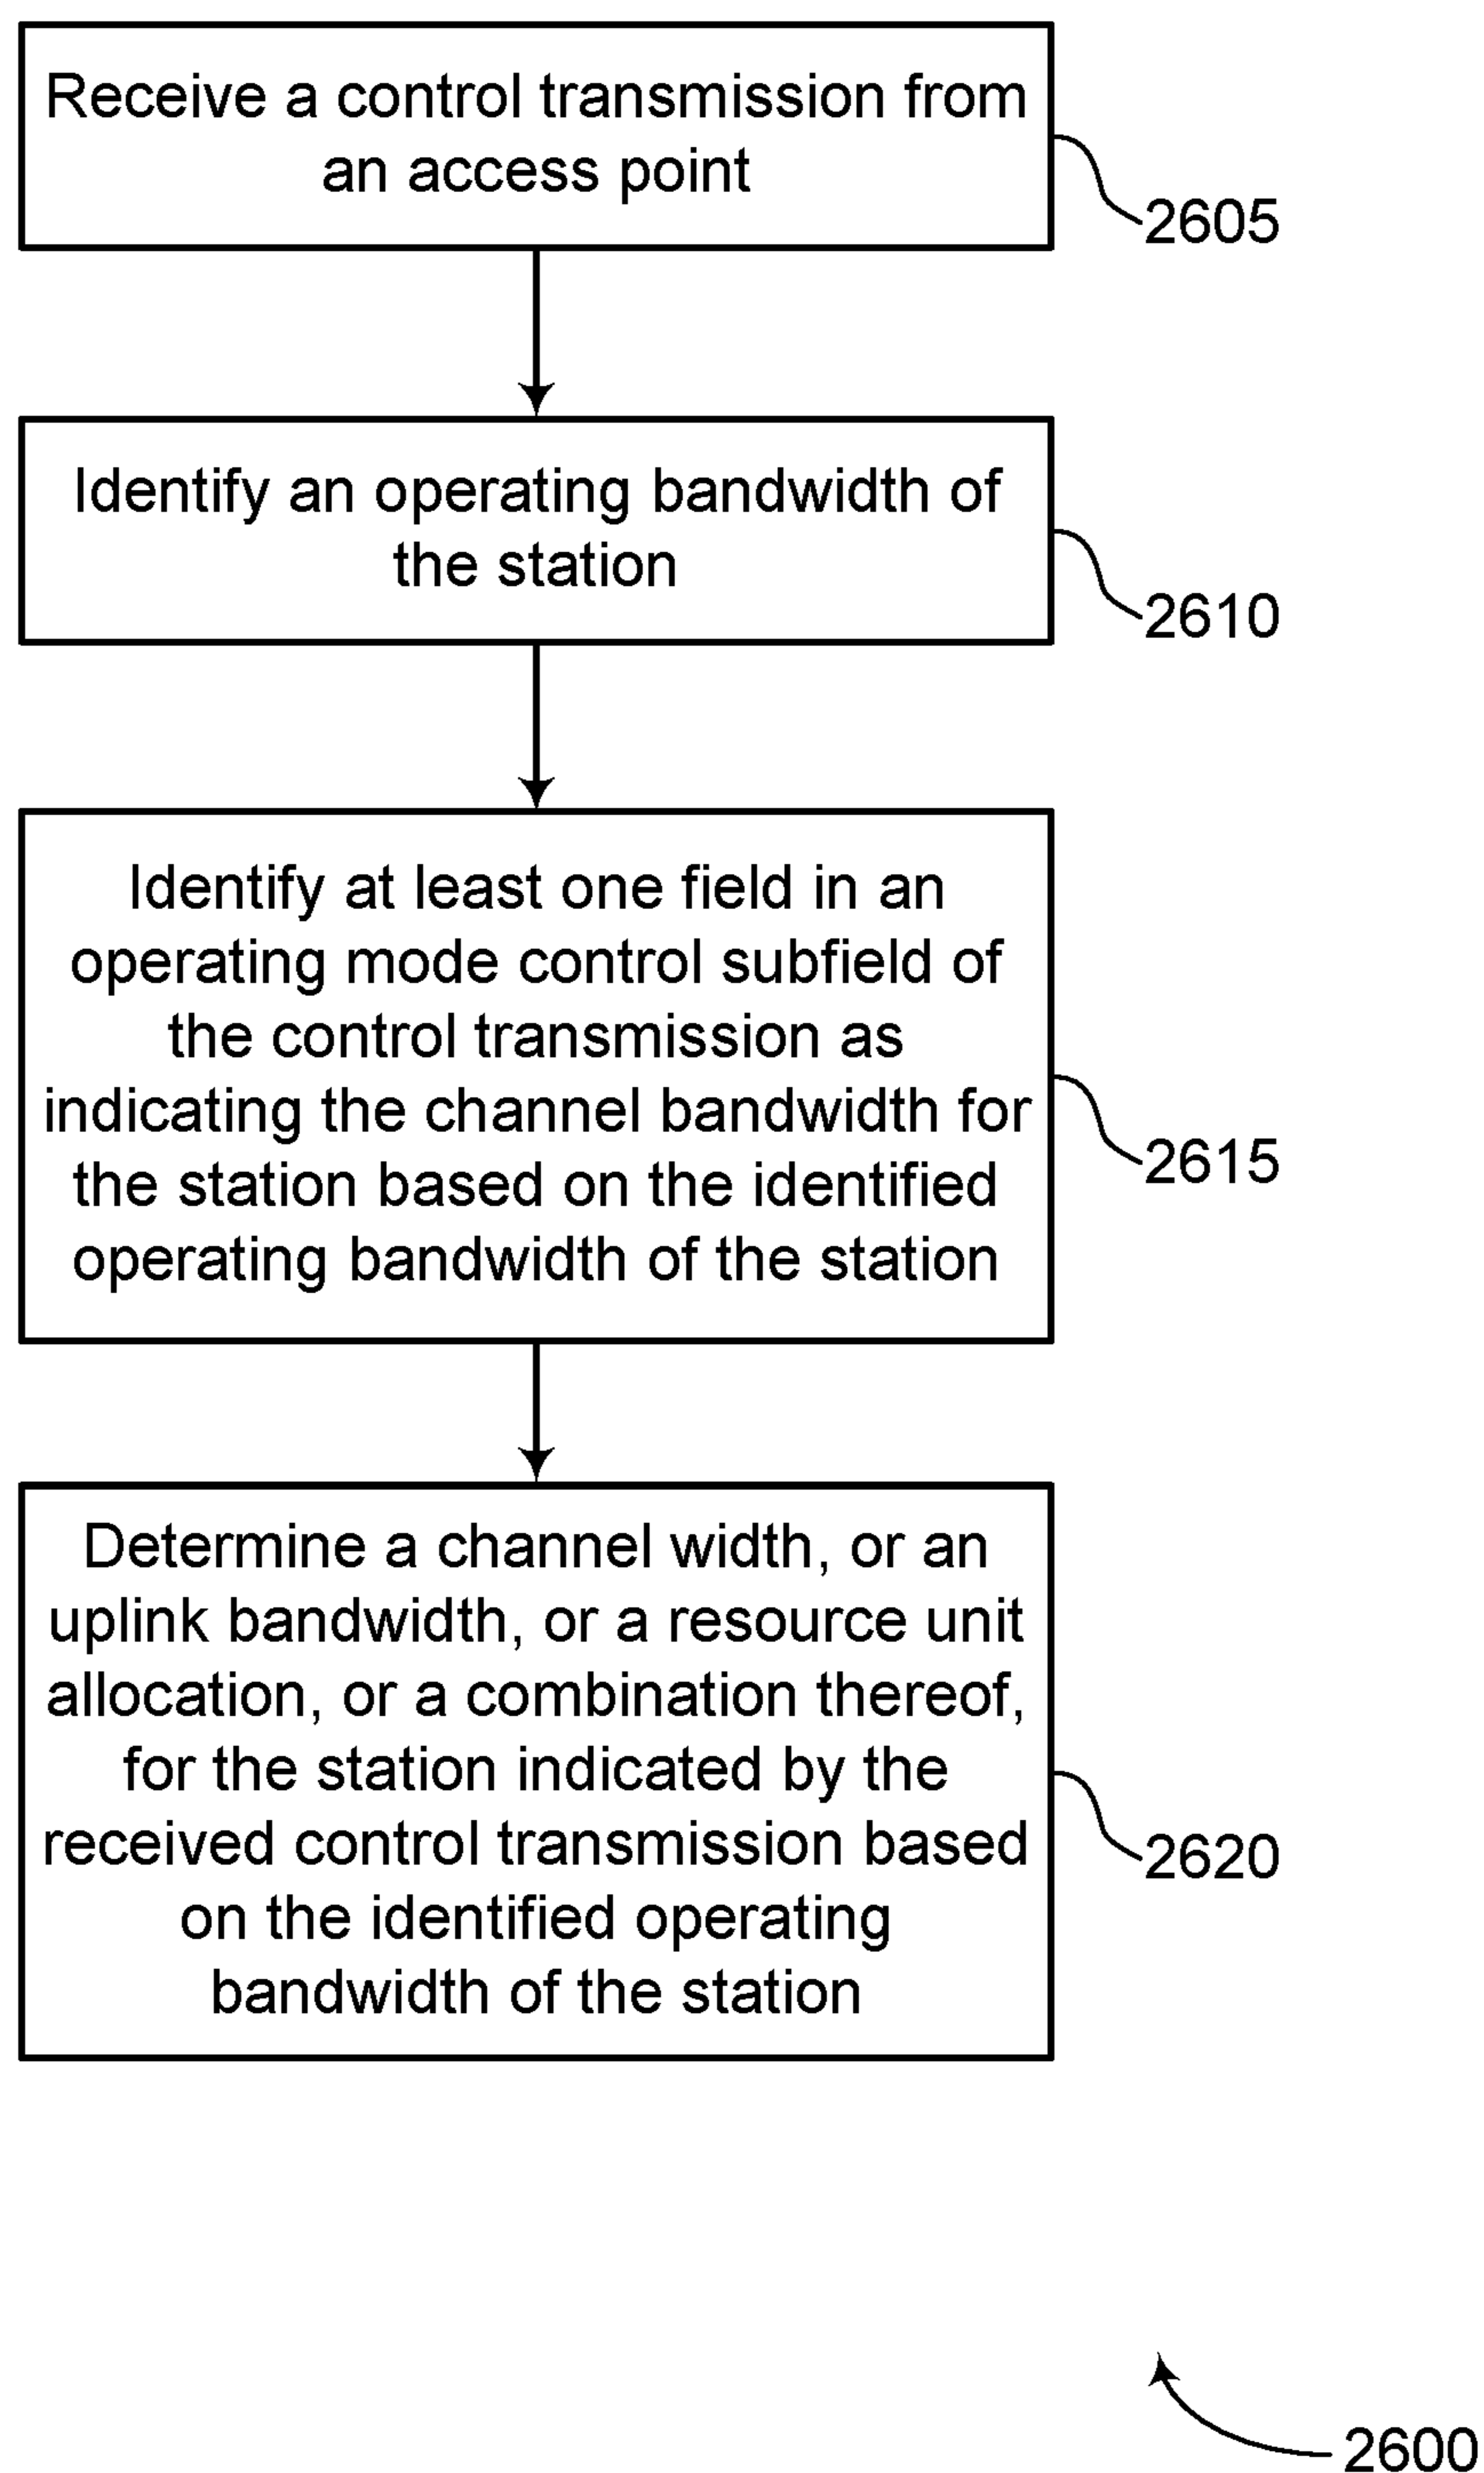 Receive a control transmission from
an access point
2605
Identify an operating bandwidth of
the station
2610
Identify at least one field in an
operating mode control subfield of
the control transmission as
indicating the channel bandwidth for
the station based on the identified
operating bandwidth of the station
2615
Determine a channel width, or an
uplink bandwidth, or a resource unit
allocation, or a combination thereof,
for the station indicated by the
received control transmission based
on the identified operating
bandwidth of the station
2620
2600